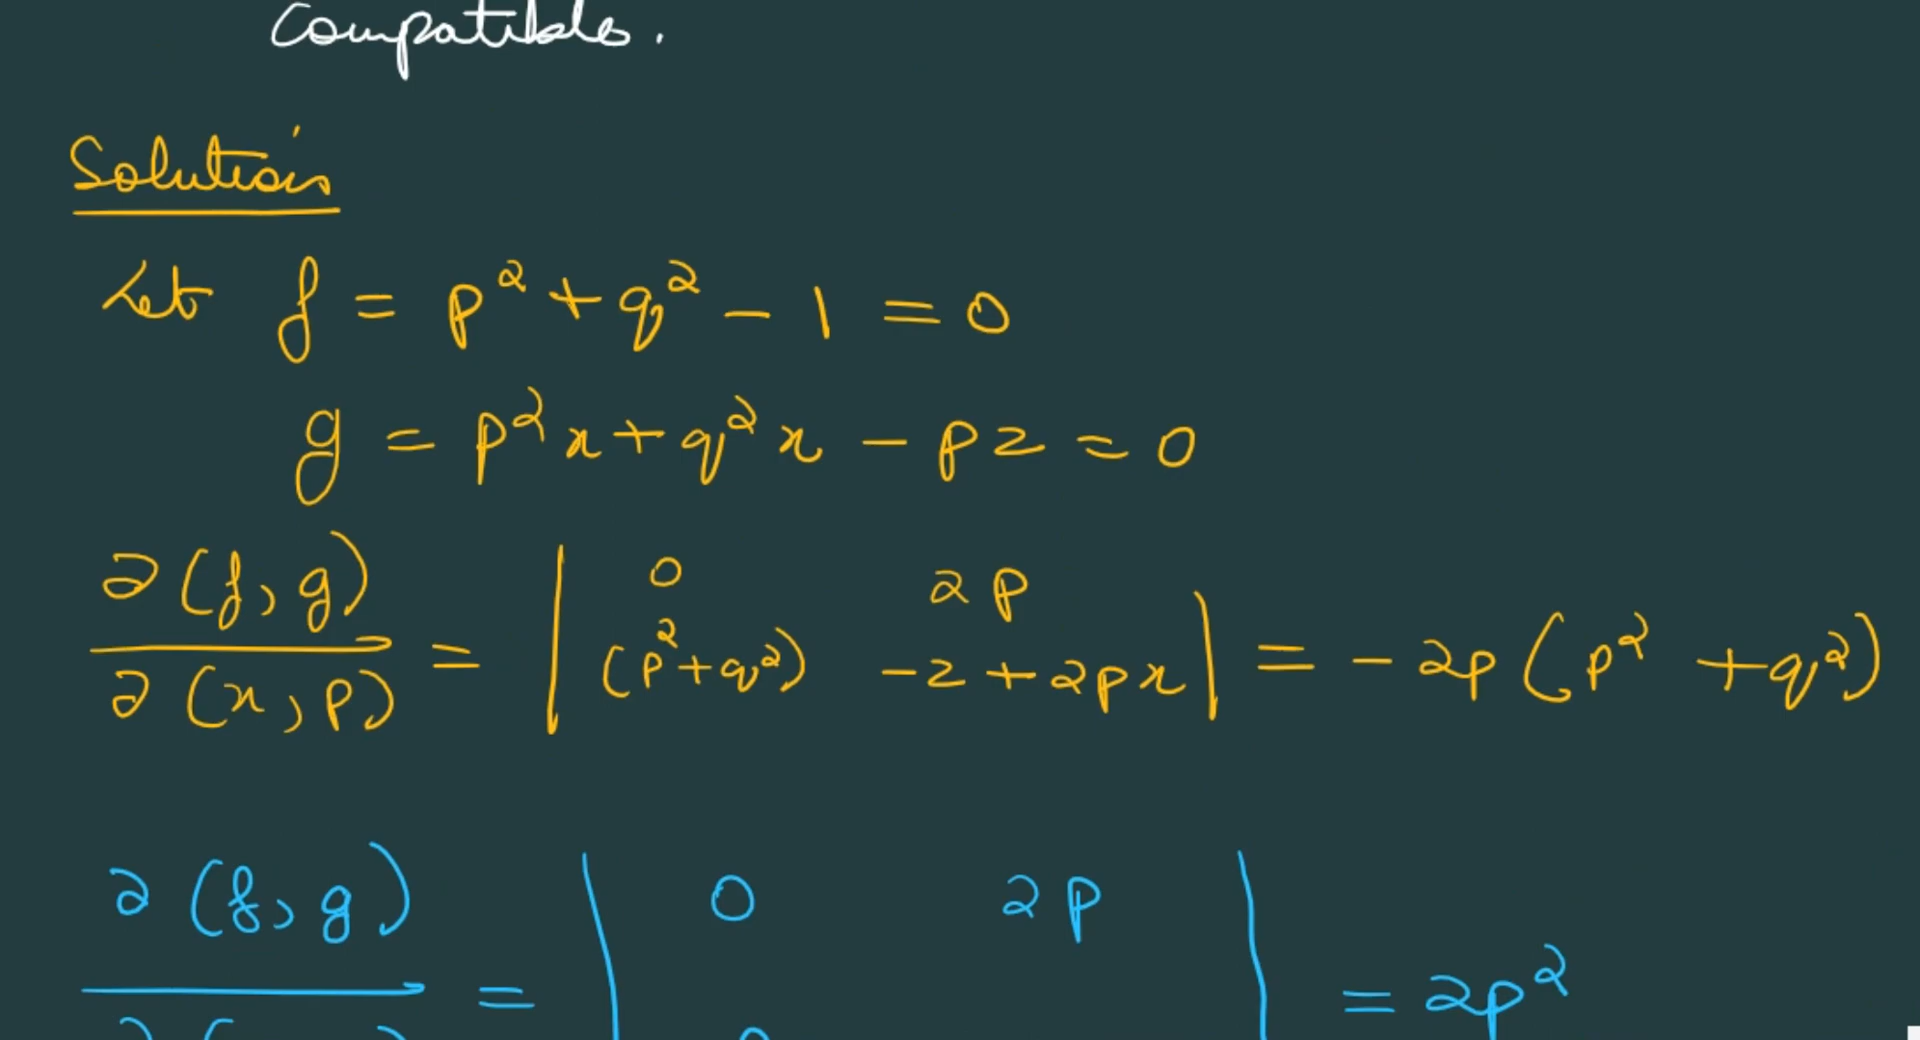 compatible.
Solution
Let f = p² + q² - 1 = 0
g = p²x + q²x - pz = 0
∂(f,g)/∂(x,p) = | 0 2p ; (p²+q²) -z+2px | = -2p(p²+q²)
∂(f,g) = | 0 2p | = 2p²